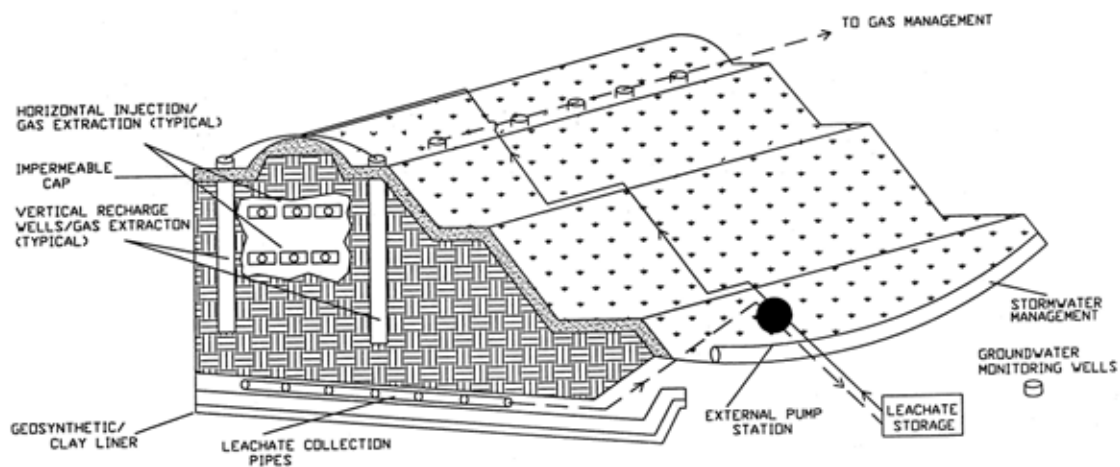 TO GAS MANAGEMENT
HORIZONTAL INJECTION/
GAS EXTRACTION (TYPICAL)
IMPERMEABLE
CAP
VERTICAL RECHARGE
WELLS/GAS EXTRACTON
(TYPICAL)
STORMWATER
MANAGEMENT
GROUNDWATER
MONITORING WELLS
GEOSYNTHETIC/
CLAY LINER
LEACHATE COLLECTION
PIPES
EXTERNAL PUMP
STATION
LEACHATE
STORAGE